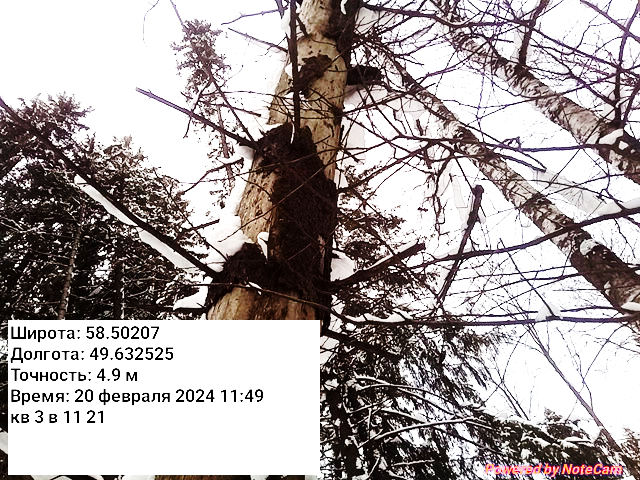 Широта: 58.50207
Долгота: 49.632525
Точность: 4.9 м
Время: 20 февраля 2024 11:49
кв 3 в 11 21
Powered by NoteCam